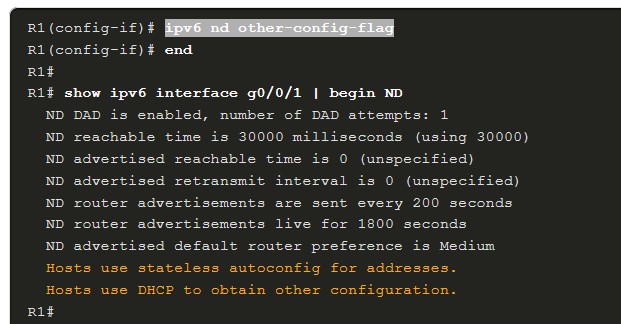 R1(config-if)# ipv6 nd other-config-flag
R1(config-if)# end
R1#
R1# show ipv6 interface g0/0/1 | begin ND
ND DAD is enabled, number of DAD attempts: 1
ND reachable time is 30000 milliseconds (using 30000)
ND advertised reachable time is 0 (unspecified)
ND advertised retransmit interval is 0 (unspecified)
ND router advertisements are sent every 200 seconds
ND router advertisements live for 1800 seconds
ND advertised default router preference is Medium
Hosts use stateless autoconfig for addresses.
Hosts use DHCP to obtain other configuration.
R1#